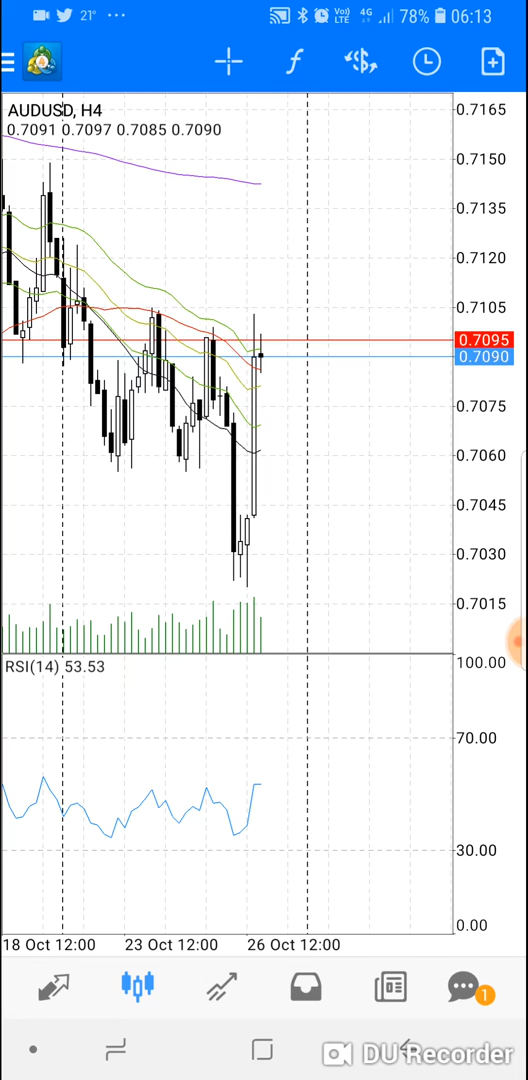 21° 78% 06:13
Vo)) LTE 4G
AUDUSD, H4
0.7091 0.7097 0.7085 0.7090
0.7165
0.7150
0.7135
0.7120
0.7105
0.7095
0.7090
0.7075
0.7060
0.7045
0.7030
0.7015
RSI(14) 53.53
100.00
70.00
30.00
0.00
18 Oct 12:00 23 Oct 12:00 26 Oct 12:00
1
DU Recorder